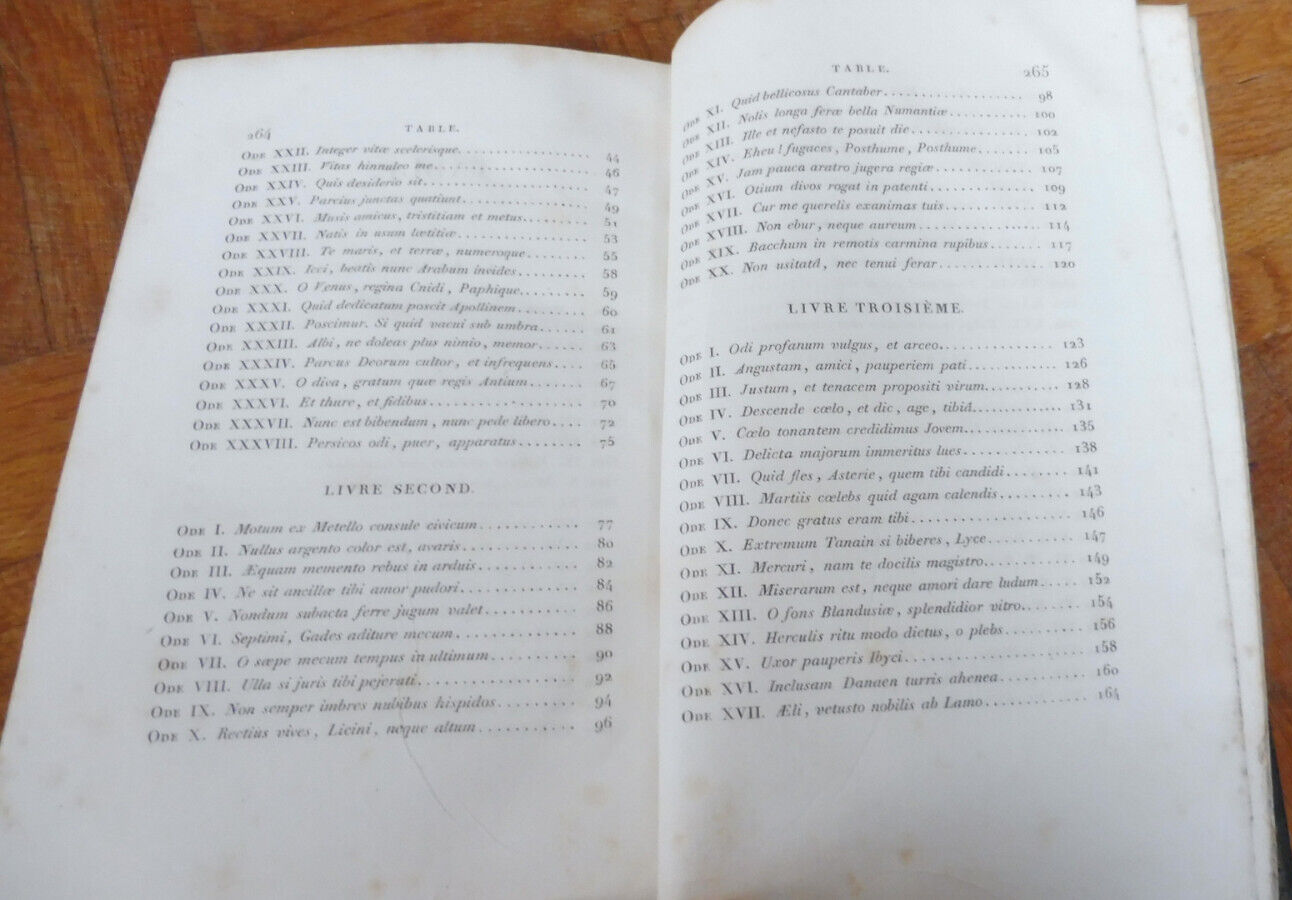 264 TABLE.
ODE XXII. Integer vitæ scelerisque. 44
ODE XXIII. Vitas hinnuleo me 46
ODE XXIV. Quis desiderio sit. 47
ODE XXV. Parcius junctas quatiunt 49
ODE XXVI. Musis amicus, tristitiam et metus. 51
ODE XXVII. Natis in usum lætitiæ 53
ODE XXVIII. Te maris, et terræ, numeroque 55
ODE XXIX. Icci, beatis nunc Arabum invides 58
ODE XXX. O Venus, regina Cnidi, Paphique. 59
ODE XXXI. Quid dedicatum poscit Apollinem 60
ODE XXXII. Poscimur. Si quid vacui sub umbra 61
ODE XXXIII. Albi, ne doleas plus nimio, memor 63
ODE XXXIV. Parcus Deorum cultor, et infrequens 65
ODE XXXV. O diva, gratum quæ regis Antium 67
ODE XXXVI. Et thure, et fidibus 70
ODE XXXVII. Nunc est bibendum, nunc pede libero 72
ODE XXXVIII. Persicos odi, puer, apparatus 75
LIVRE SECOND.
ODE I. Motum ex Metello consule civicum 77
ODE II. Nullus argento color est, avaris 80
ODE III. Æquam memento rebus in arduis 82
ODE IV. Ne sit ancillæ tibi amor pudori 84
ODE V. Nondum subacta ferre jugum valet 86
ODE VI. Septimi, Gades aditure mecum 88
ODE VII. O sæpe mecum tempus in ultimum 90
ODE VIII. Ulla si juris tibi pejerati 92
ODE IX. Non semper imbres nubibus hispidos 94
ODE X. Rectius vives, Licini, neque altum 96
TABLE. 265
ODE XI. Quid bellicosus Cantaber 98
ODE XII. Nolis longa feræ bella Numantiæ 100
ODE XIII. Ille et nefasto te posuit die 102
ODE XIV. Eheu! fugaces, Posthume, Posthume 105
ODE XV. Jam pauca aratro jugera regiæ 107
ODE XVI. Otium divos rogat in patenti 109
ODE XVII. Cur me querelis exanimas tuis 112
ODE XVIII. Non ebur, neque aureum 114
ODE XIX. Bacchum in remotis carmina rupibus 117
ODE XX. Non usitatâ, nec tenui ferar 120
LIVRE TROISIÈME.
ODE I. Odi profanum vulgus, et arceo. 123
ODE II. Angustam, amici, pauperiem pati 126
ODE III. Justum, et tenacem propositi virum. 128
ODE IV. Descende cœlo, et dic, age, tibiâ. 131
ODE V. Cœlo tonantem credidimus Jovem. 135
ODE VI. Delicta majorum immeritus lues 138
ODE VII. Quid fles, Asterie, quem tibi candidi 141
ODE VIII. Martiis cœlebs quid agam calendis 143
ODE IX. Donec gratus eram tibi 146
ODE X. Extremum Tanain si biberes, Lyce 147
ODE XI. Mercuri, nam te docilis magistro. 149
ODE XII. Miserarum est, neque amori dare ludum 152
ODE XIII. O fons Blandusiæ, splendidior vitro. 154
ODE XIV. Herculis ritu modo dictus, o plebs 156
ODE XV. Uxor pauperis Ibyci 158
ODE XVI. Inclusam Danaen turris ahenea 160
ODE XVII. Æli, vetusto nobilis ab Lamo 164